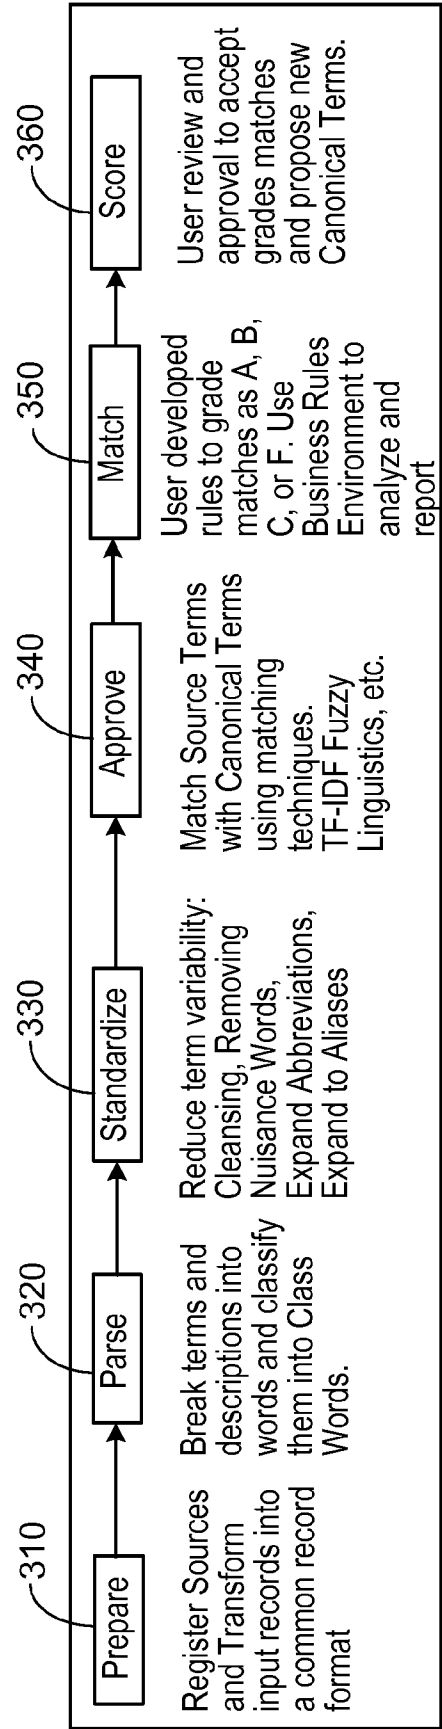 310
Prepare
Register Sources
and Transform
input records into
a common record
format
320
Parse
Break terms and
descriptions into
words and classify
them into Class
Words.
330
Standardize
Reduce term variability:
Cleansing, Removing
Nuisance Words,
Expand Abbreviations,
Expand to Aliases
340
Approve
Match Source Terms
with Canonical Terms
using matching
techniques.
TF-IDF Fuzzy
Linguistics, etc.
350
Match
User developed
rules to grade
matches as A, B,
C, or F. Use
Business Rules
Environment to
analyze and
report
360
Score
User review and
approval to accept
grades matches
and propose new
Canonical Terms.